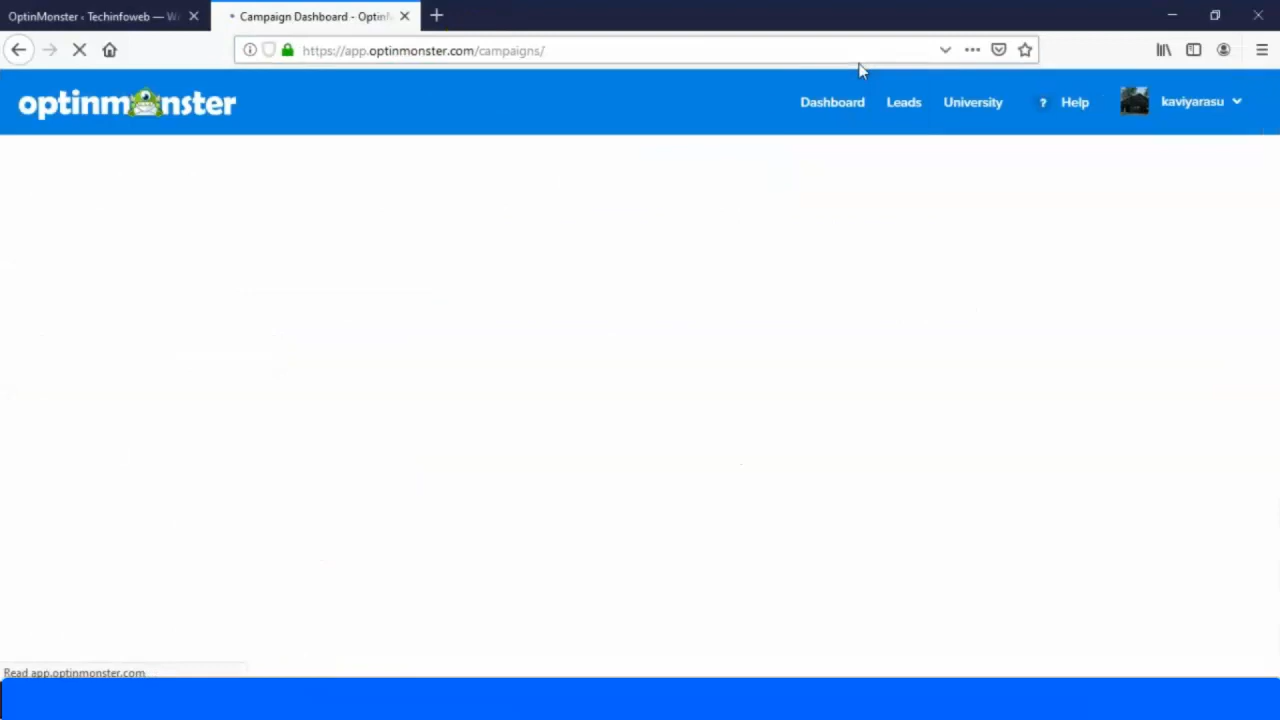 OptinMonster ‹ Techinfoweb — W
Campaign Dashboard - Optin
https://app.optinmonster.com/campaigns/
optinmonster
Dashboard
Leads
University
? Help
kaviyarasu
Read app.optinmonster.com